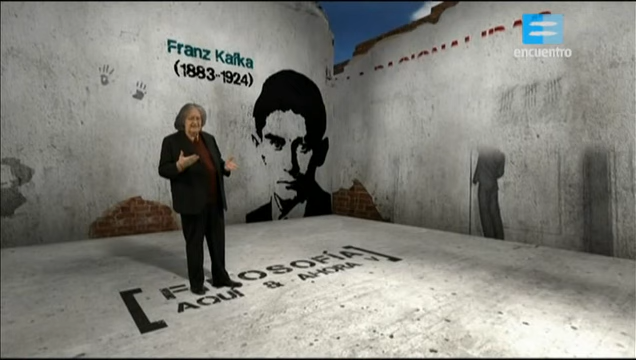 encuentro
Franz Kafka
(1883-1924)
[FILOSOFÍA
AQUÍ & AHORA]